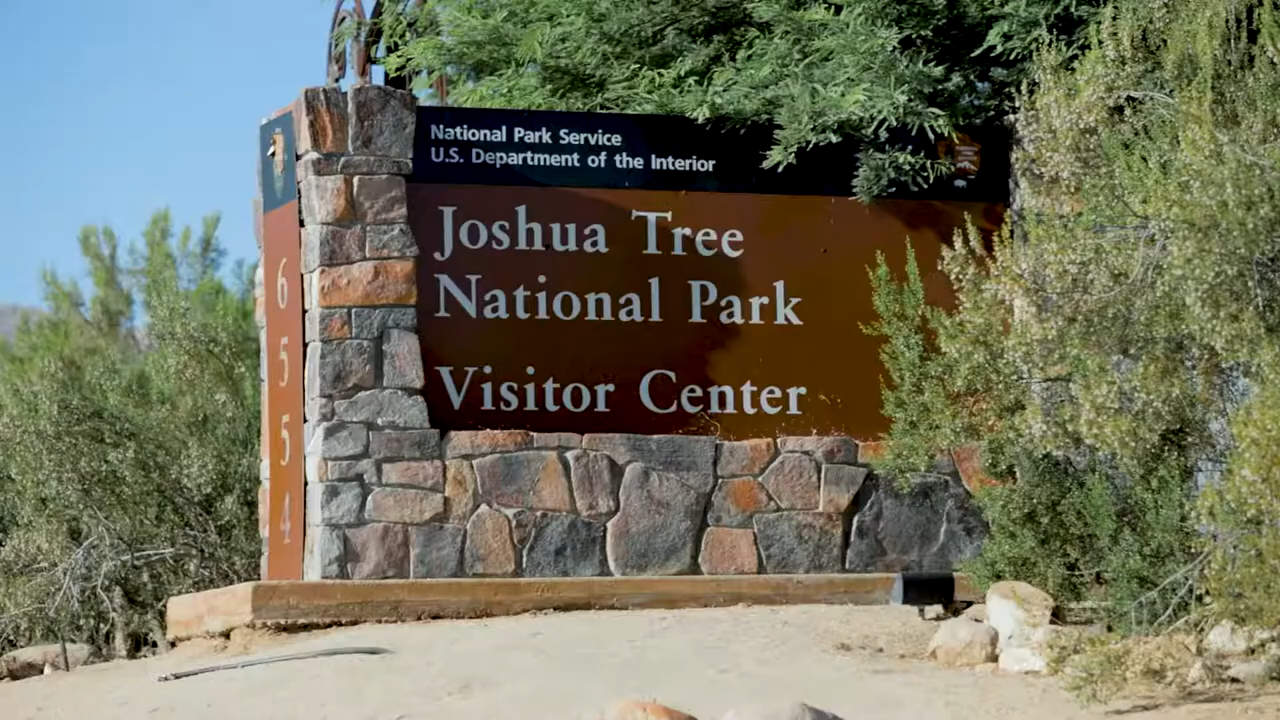 National Park Service
U.S. Department of the Interior
Joshua Tree
National Park
Visitor Center
6
5
5
4